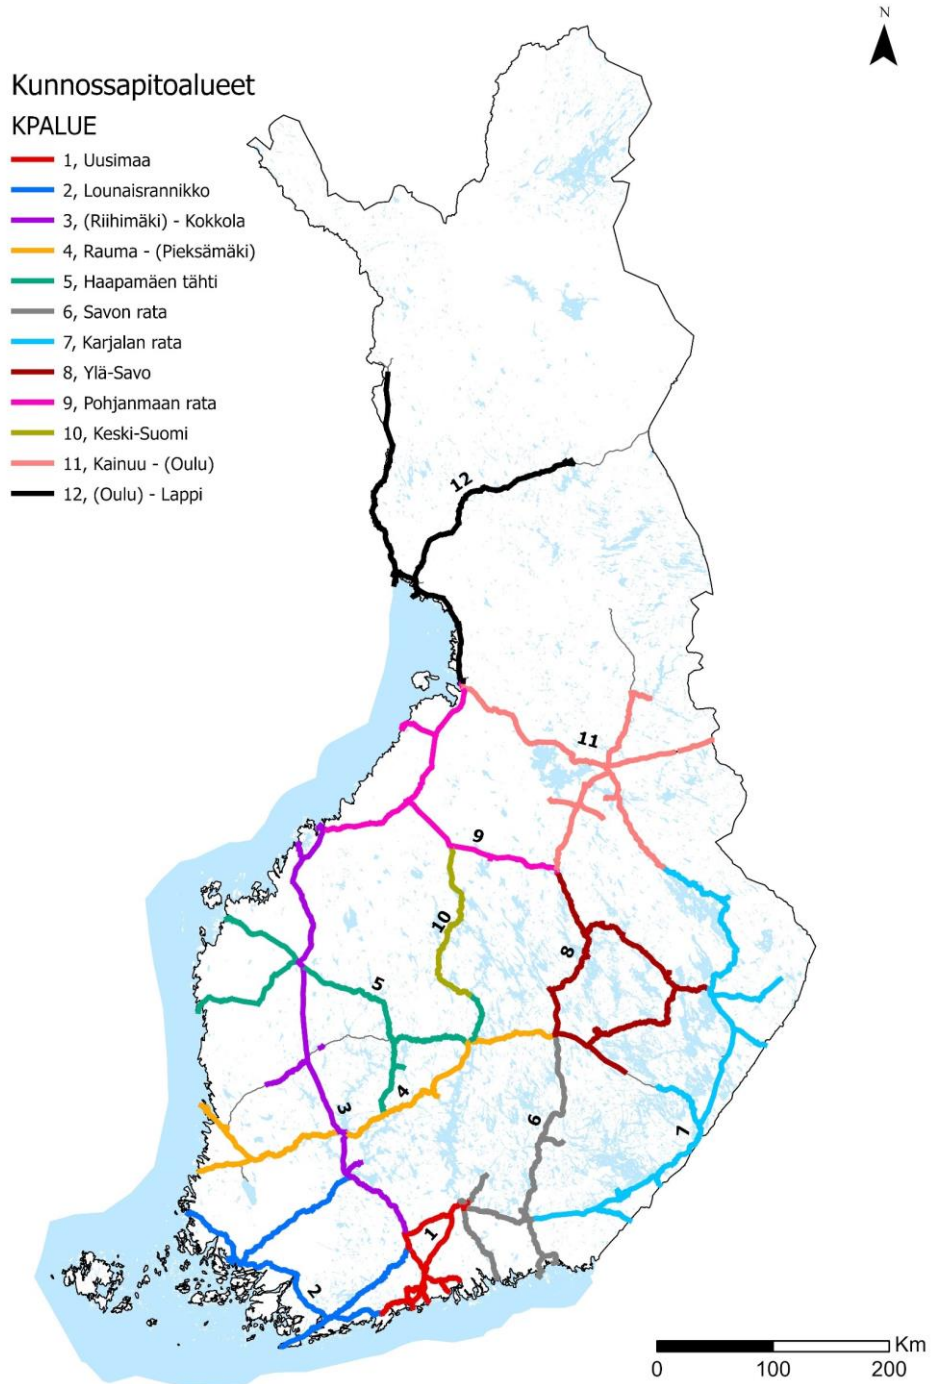 N
Kunnossapitoalueet
KPALUE
1, Uusimaa
2, Lounaisrannikko
3, (Riihimäki) - Kokkola
4, Rauma - (Pieksämäki)
5, Haapamäen tähti
6, Savon rata
7, Karjalan rata
8, Ylä-Savo
9, Pohjanmaan rata
10, Keski-Suomi
11, Kainuu - (Oulu)
12, (Oulu) - Lappi
12
11
9
10
8
5
4
3
6
7
1
2
Km
0 100 200